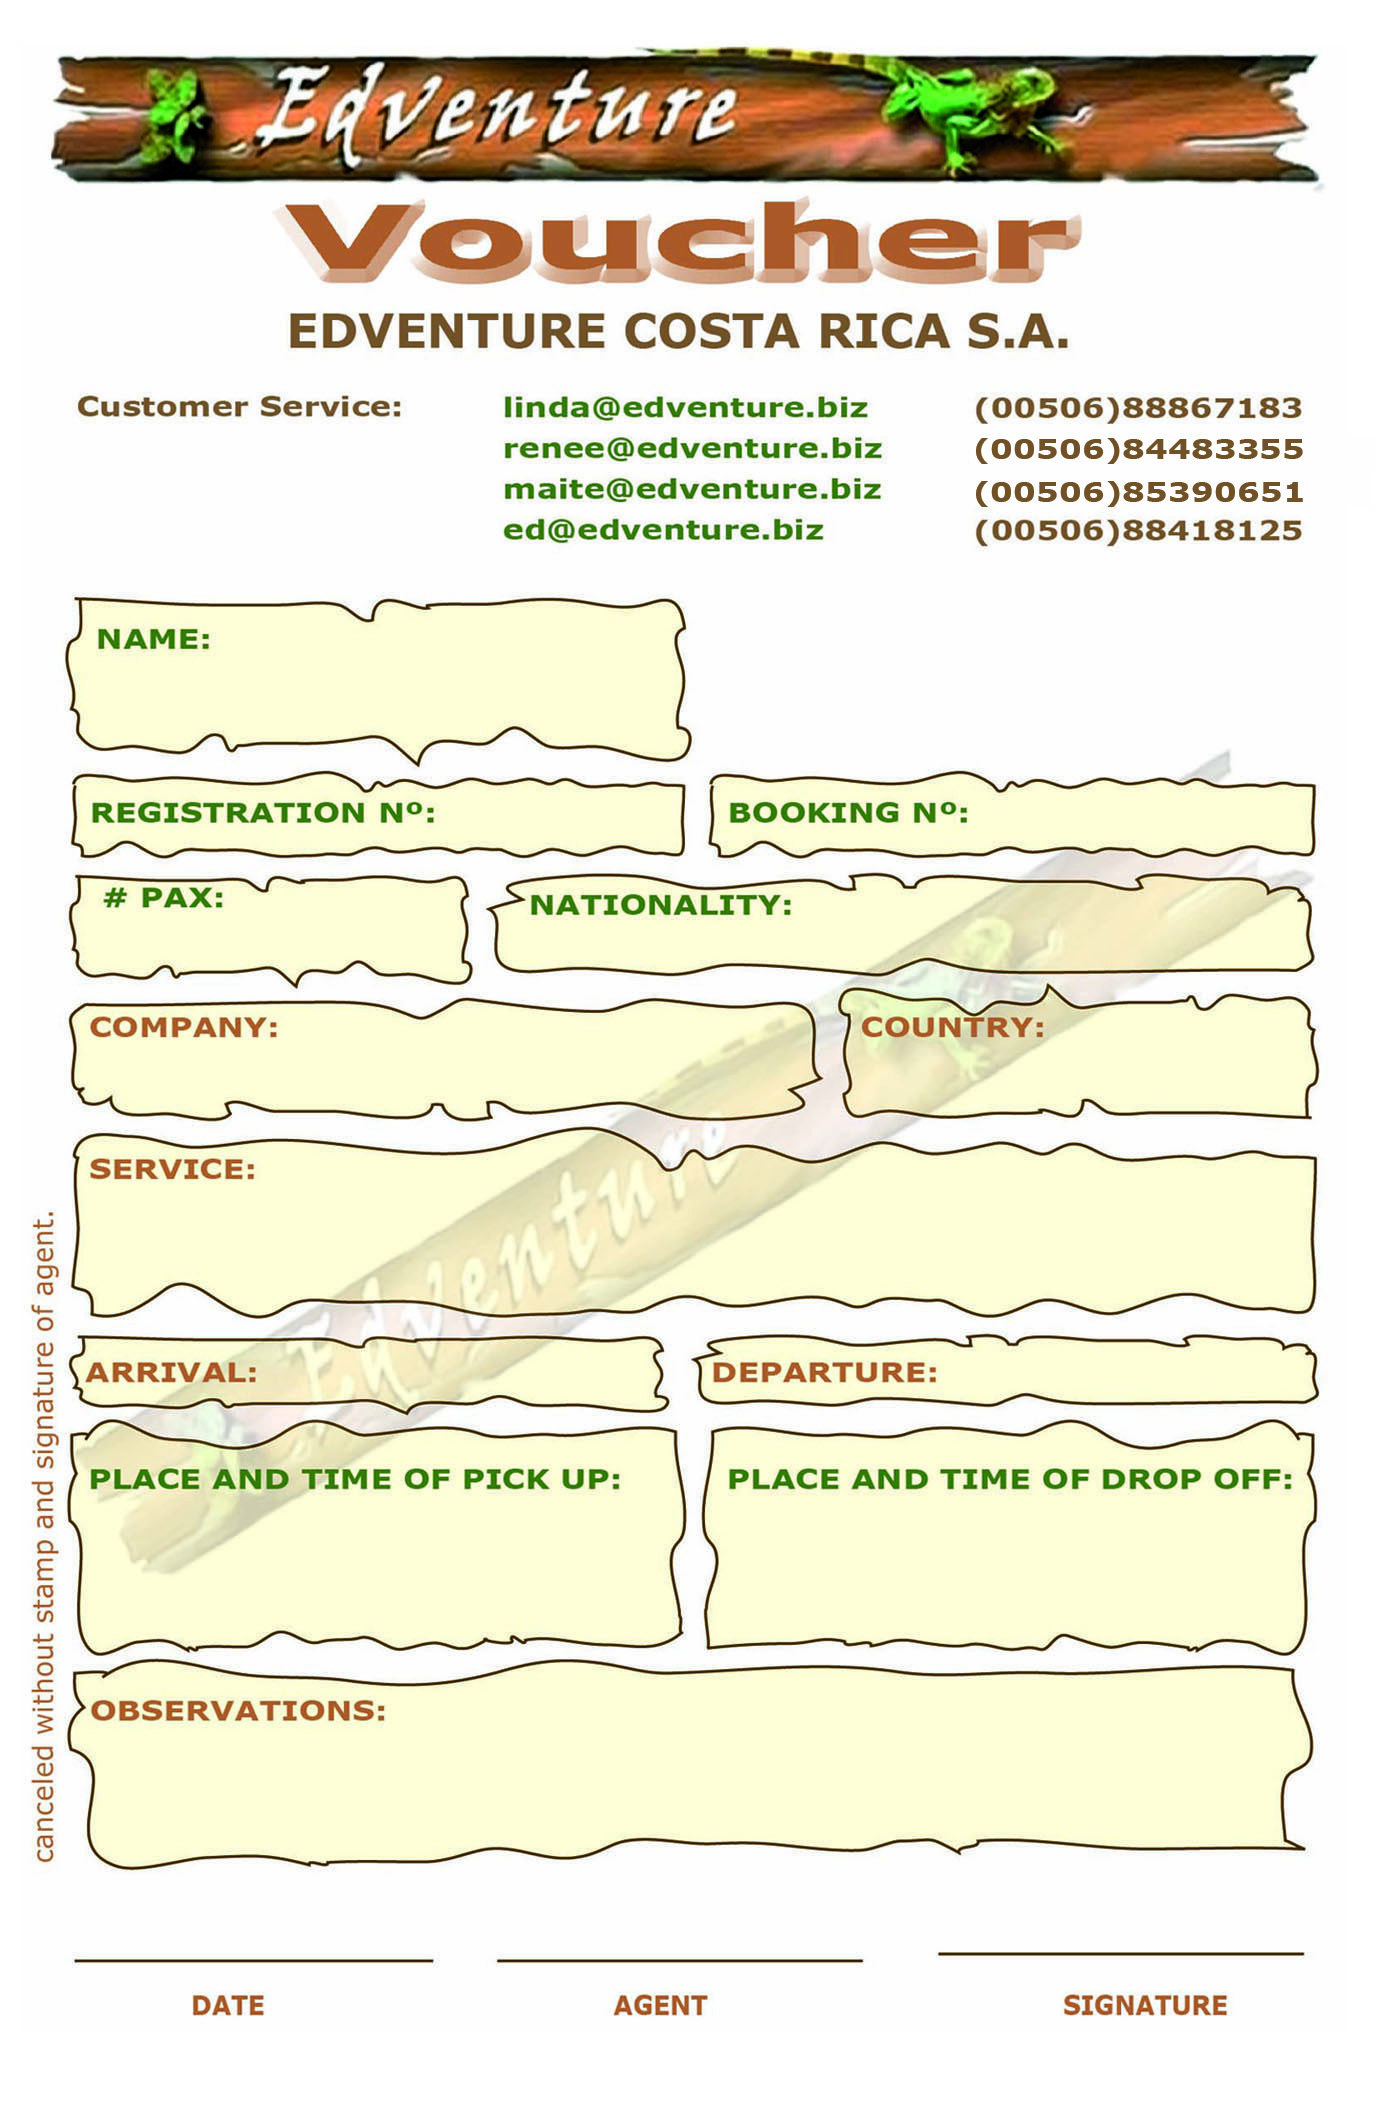 Edventure
Voucher
EDVENTURE COSTA RICA S.A.
Customer Service: linda@edventure.biz (00506)88867183
renee@edventure.biz (00506)84483355
maite@edventure.biz (00506)85390651
ed@edventure.biz (00506)88418125
NAME:
REGISTRATION Nº: BOOKING Nº:
# PAX: NATIONALITY:
COMPANY: COUNTRY:
SERVICE:
Edventure
ARRIVAL: DEPARTURE:
PLACE AND TIME OF PICK UP: PLACE AND TIME OF DROP OFF:
OBSERVATIONS:
canceled without stamp and signature of agent.
DATE AGENT SIGNATURE